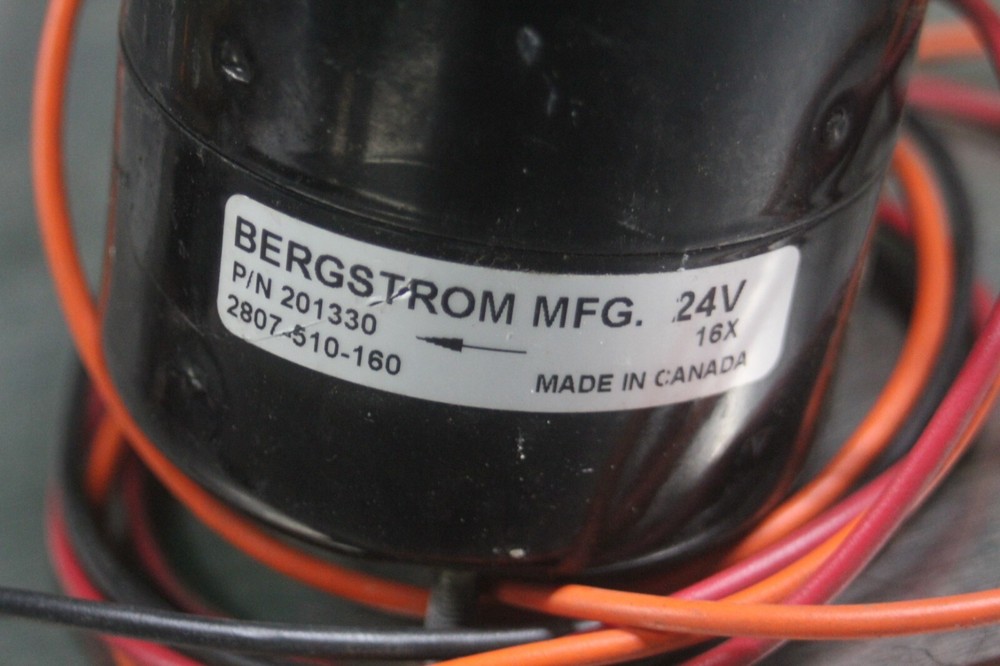 BERGSTROM MFG. 24V
P/N 201330 16X
2807-510-160
MADE IN CANADA